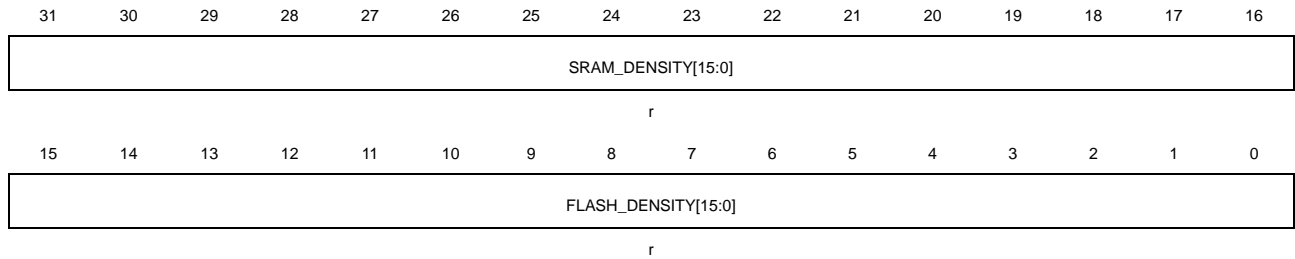 31 30 29 28 27 26 25 24 23 22 21 20 19 18 17 16
SRAM_DENSITY[15:0]
r
15 14 13 12 11 10 9 8 7 6 5 4 3 2 1 0
FLASH_DENSITY[15:0]
r